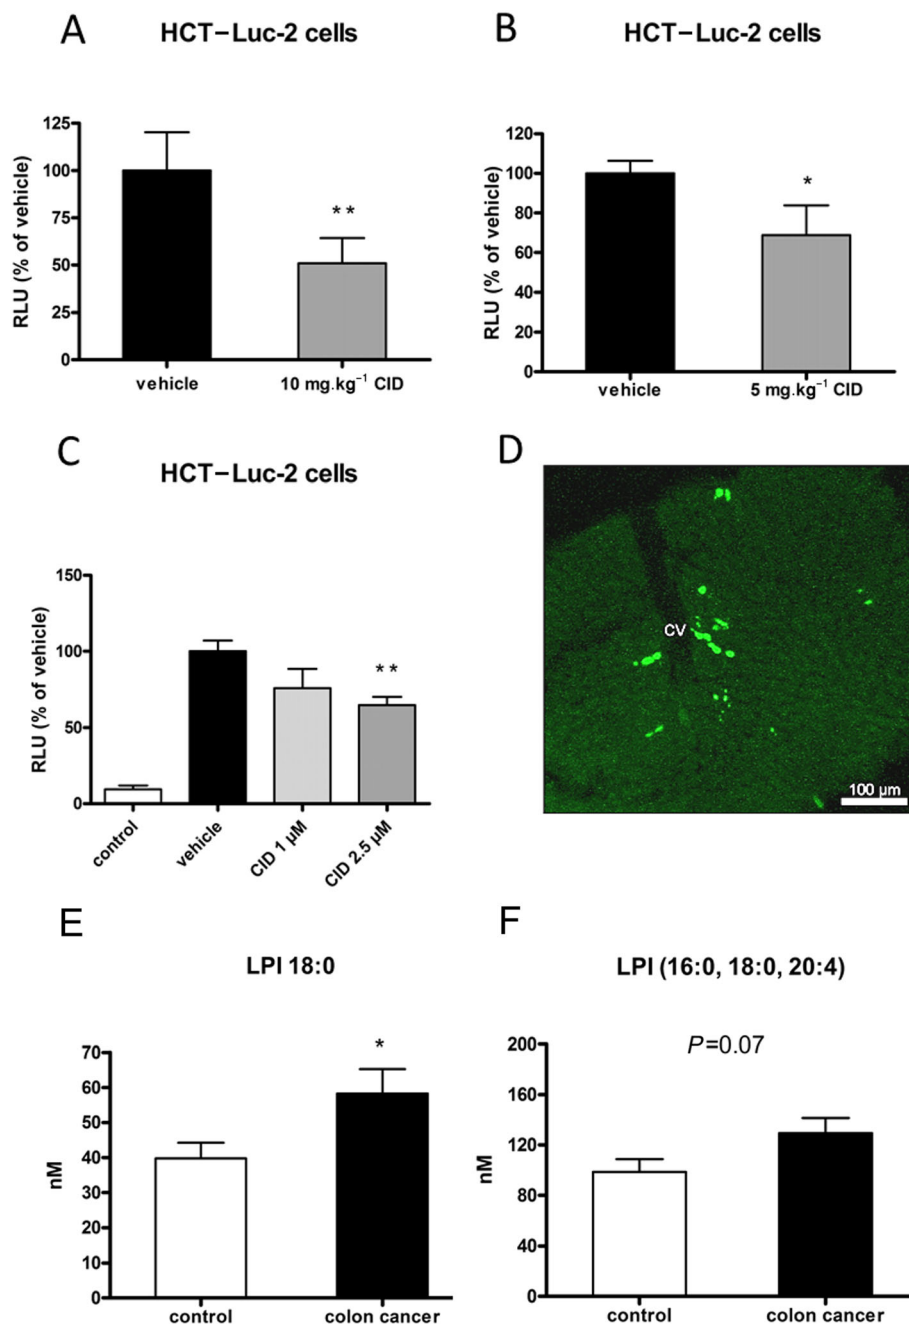 A
HCT–Luc-2 cells
RLU (% of vehicle)
125
100
75
50
25
0
**
vehicle
10 mg.kg⁻¹ CID
B
HCT–Luc-2 cells
RLU (% of vehicle)
120
100
80
60
40
20
0
*
vehicle
5 mg.kg⁻¹ CID
C
HCT–Luc-2 cells
RLU (% of vehicle)
150
100
50
0
**
control
vehicle
CID 1 µM
CID 2.5 µM
D
CV
100 µm
E
LPI 18:0
nM
70
60
50
40
30
20
10
0
*
control
colon cancer
F
LPI (16:0, 18:0, 20:4)
P=0.07
nM
200
160
120
80
40
0
control
colon cancer